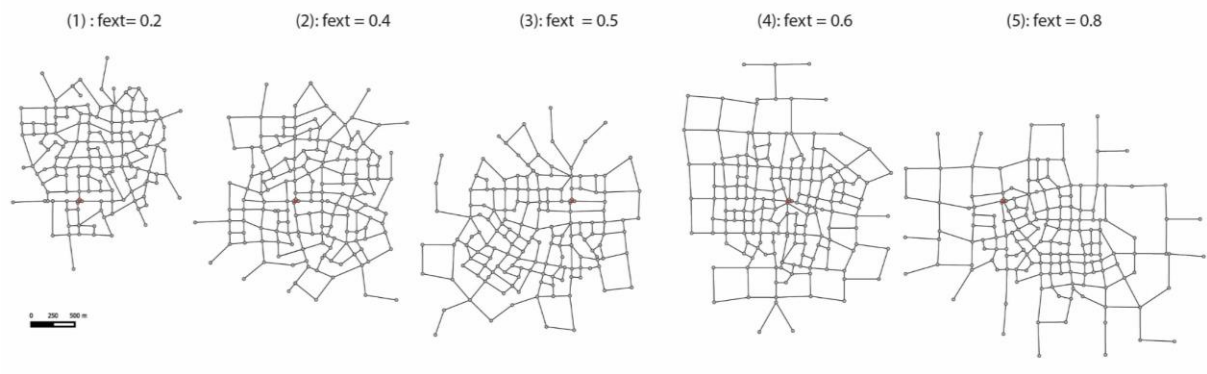 (1) : fext= 0.2
(2): fext = 0.4
(3): fext = 0.5
(4): fext = 0.6
(5): fext = 0.8
0 250 500 m